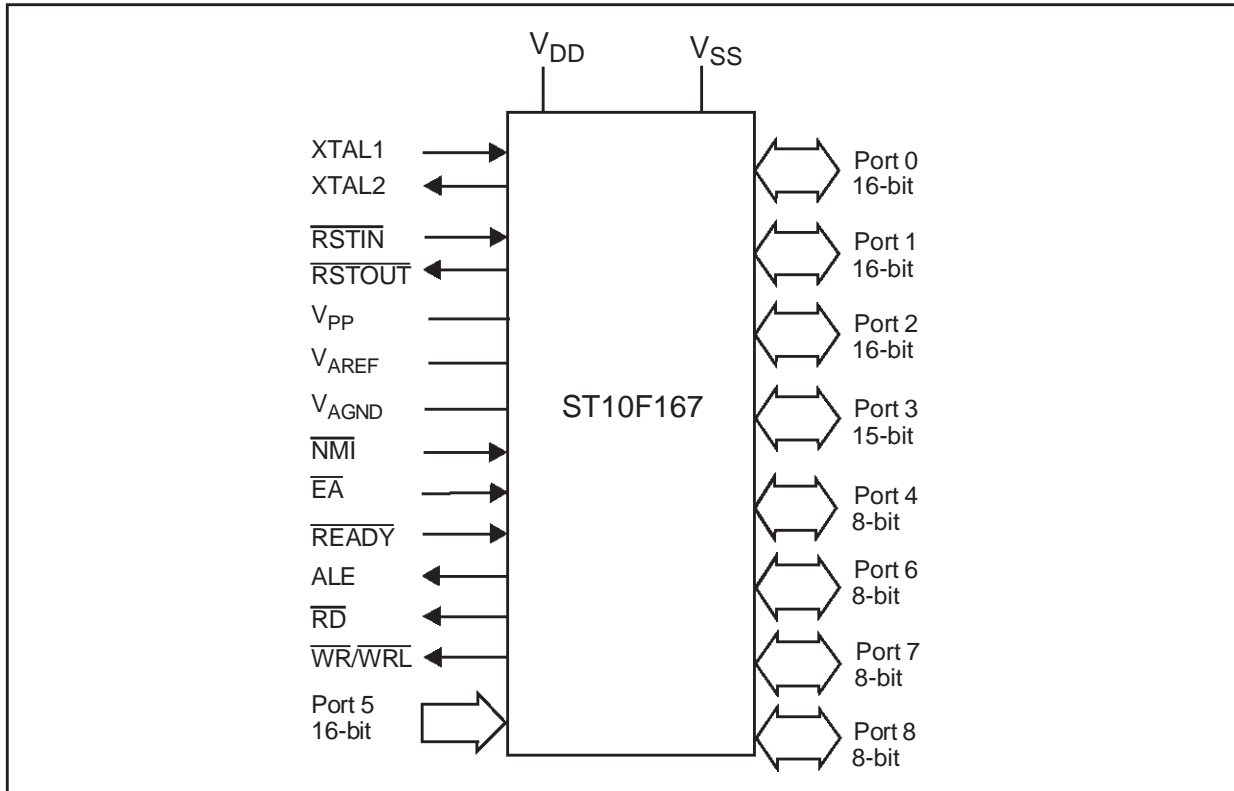 VDD
VSS
XTAL1
XTAL2
RSTIN
RSTOUT
VPP
VAREF
VAGND
NMI
EA
READY
ALE
RD
WR/WRL
Port 5
16-bit
ST10F167
Port 0
16-bit
Port 1
16-bit
Port 2
16-bit
Port 3
15-bit
Port 4
8-bit
Port 6
8-bit
Port 7
8-bit
Port 8
8-bit